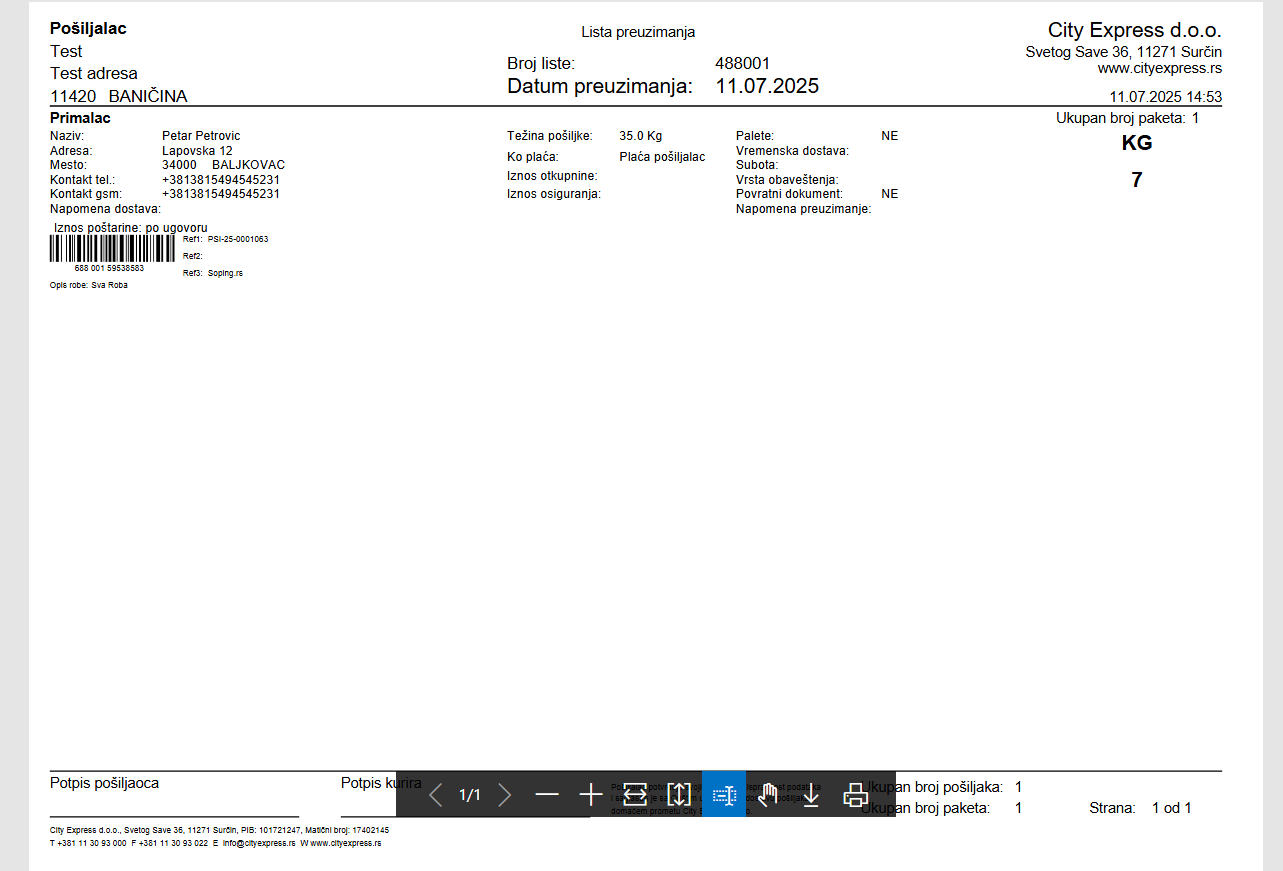 Pošiljalac
Test
Test adresa
11420 BANIČINA
Lista preuzimanja
Broj liste: 488001
Datum preuzimanja: 11.07.2025
City Express d.o.o.
Svetog Save 36, 11271 Surčin
www.cityexpress.rs
11.07.2025 14:53
Primalac
Naziv: Petar Petrovic
Adresa: Lapovska 12
Mesto: 34000 BALJKOVAC
Kontakt tel.: +3813815494545231
Kontakt gsm: +3813815494545231
Napomena dostava:
Težina pošiljke: 35.0 Kg
Ko plaća: Plaća pošiljalac
Iznos otkupnine:
Iznos osiguranja:
Palete: NE
Vremenska dostava:
Subota:
Vrsta obaveštenja:
Povratni dokument: NE
Napomena preuzimanje:
Ukupan broj paketa: 1
KG
7
Iznos poštarine: po ugovoru
688 001 59538583
Ref1: PSI-25-0001063
Ref2:
Ref3: Soping.rs
Opis robe: Sva Roba
Potpis pošiljaoca
Potpis kurira
1/1
Ukupan broj pošiljaka: 1
Ukupan broj paketa: 1
Strana: 1 od 1
City Express d.o.o., Svetog Save 36, 11271 Surčin, PIB: 101721247, Matični broj: 17402145
T +381 11 30 93 000 F +381 11 30 93 022 E info@cityexpress.rs W www.cityexpress.rs